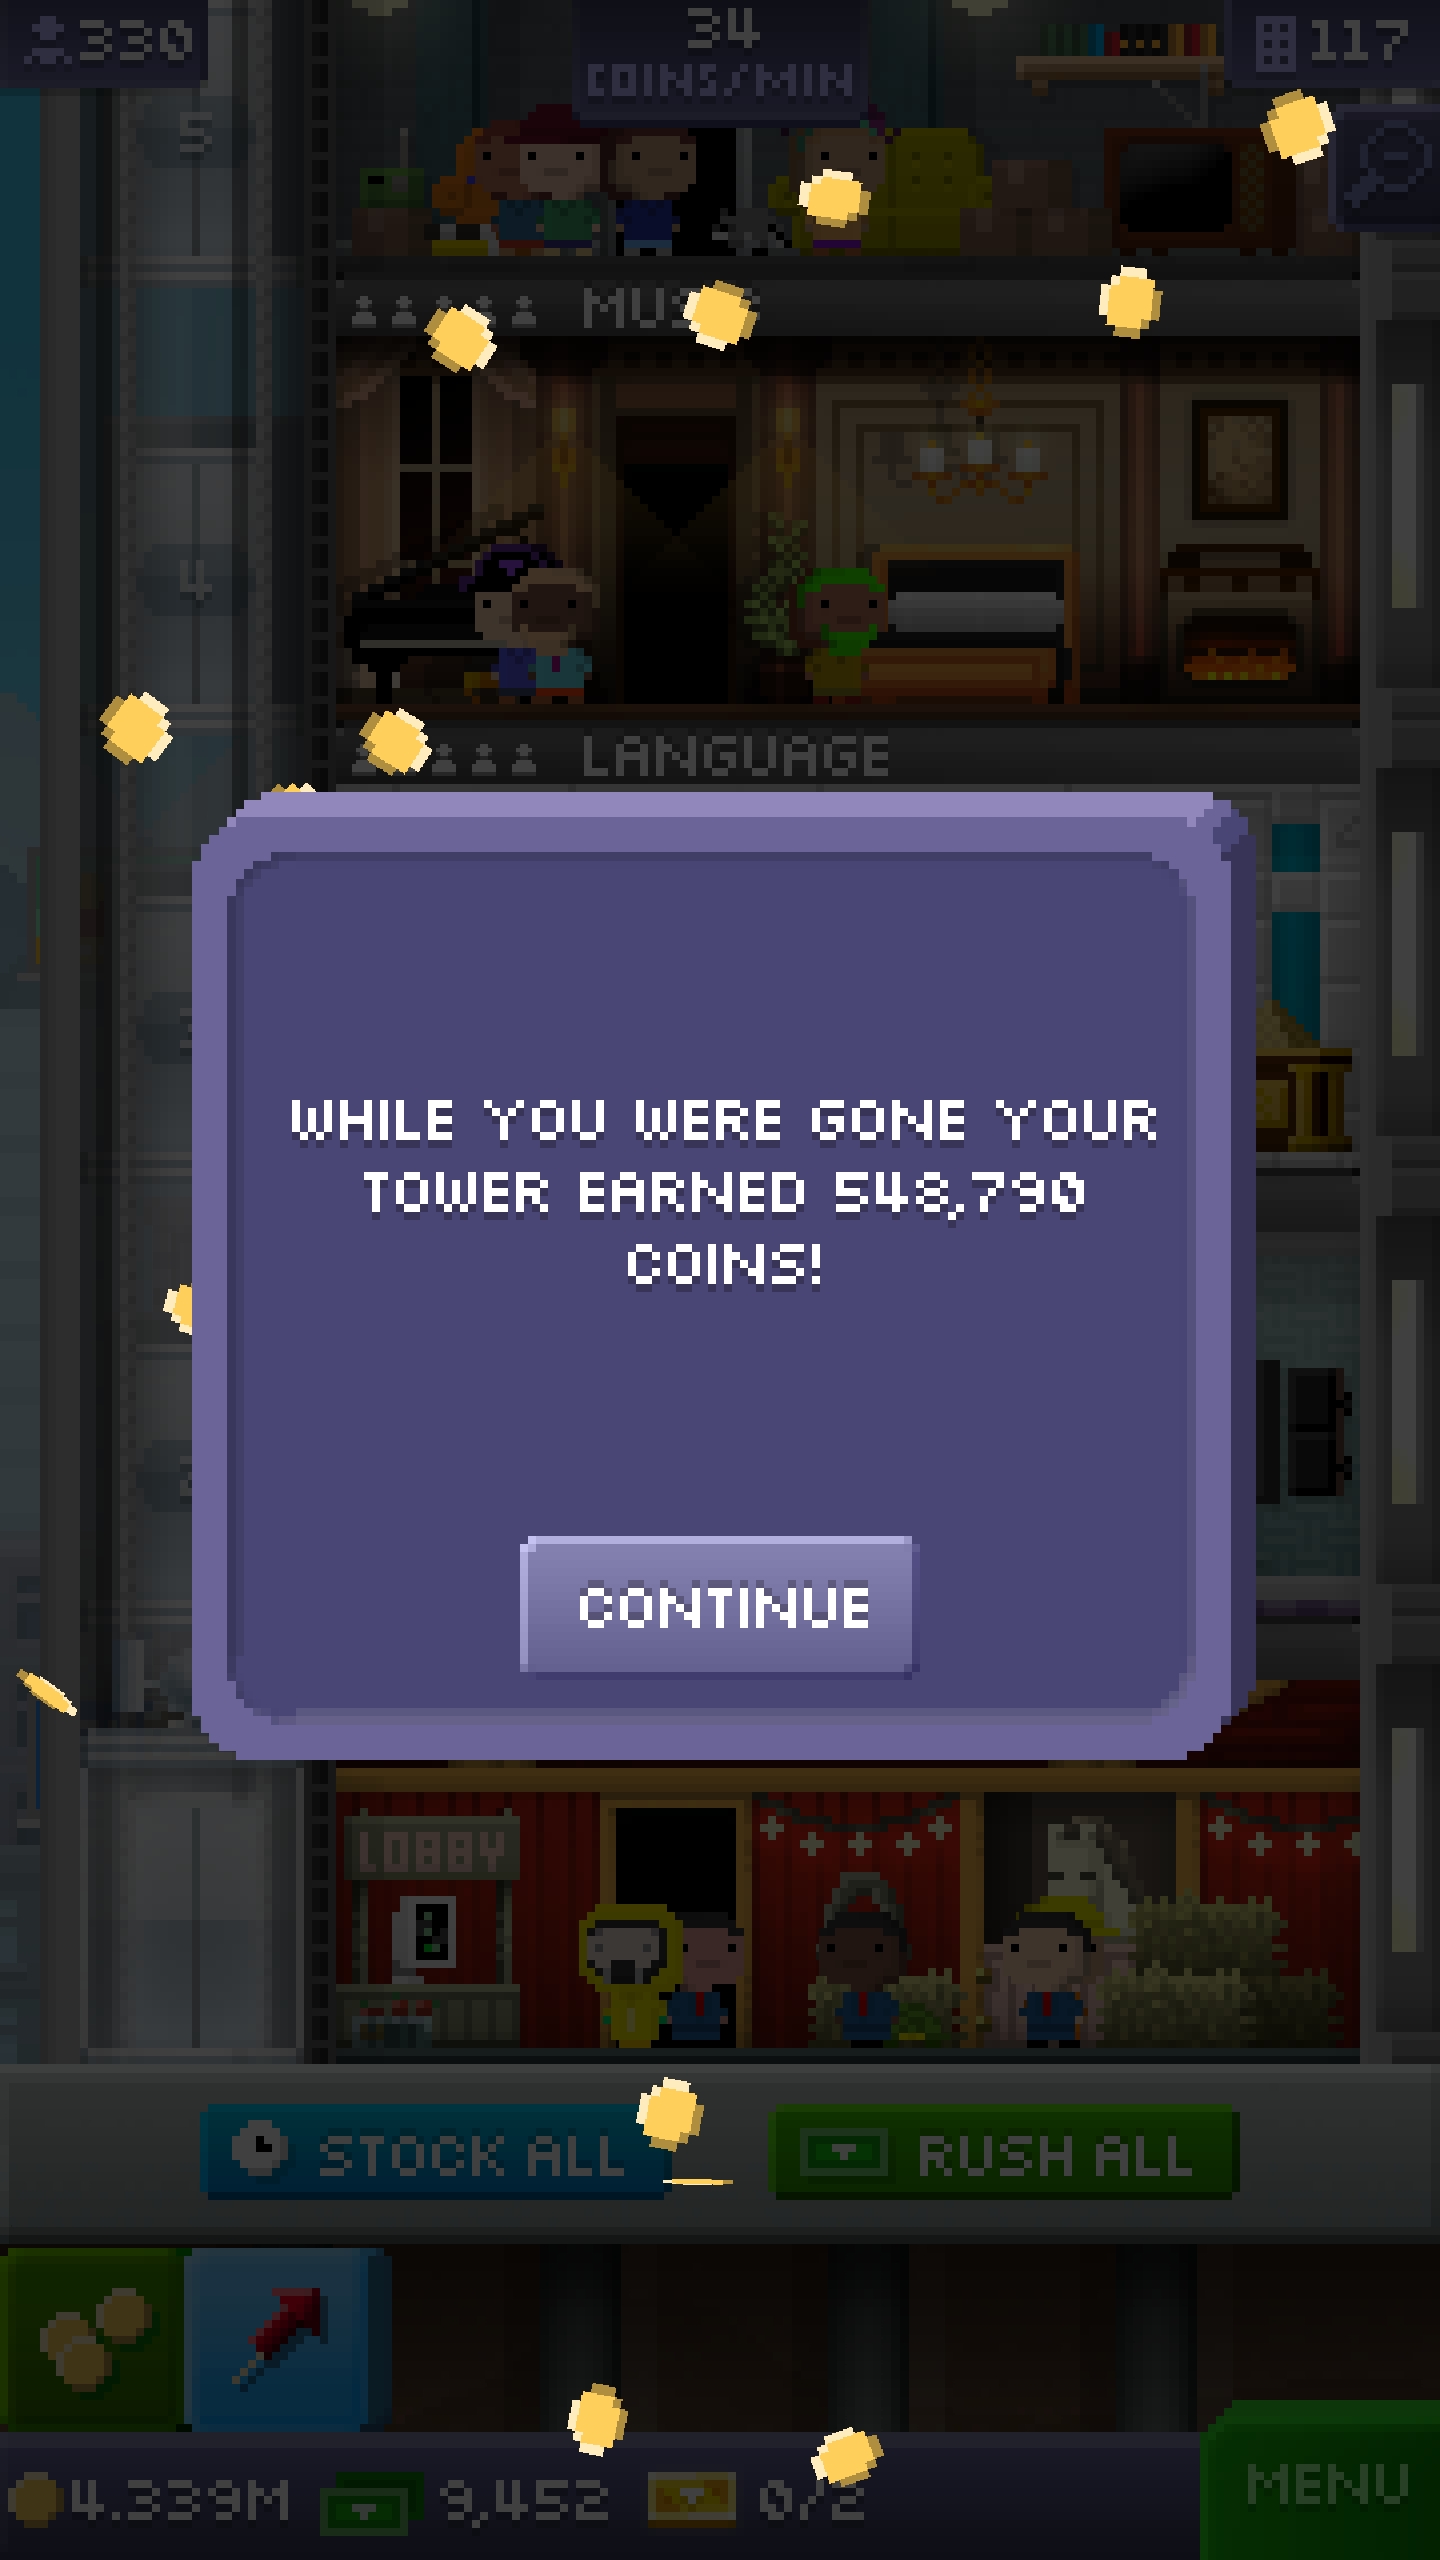 330
34
COINS/MIN
117
5
4
LANGUAGE
WHILE YOU WERE GONE YOUR
TOWER EARNED 548,790
COINS!
CONTINUE
LOBBY
STOCK ALL
RUSH ALL
4.339M
9,452
0/2
MENU